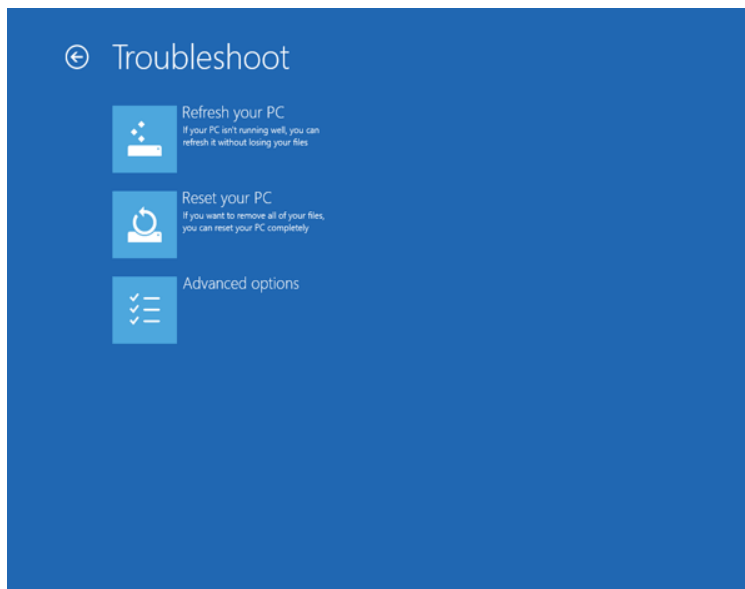 Troubleshoot
Refresh your PC
If your PC isn't running well, you can
refresh it without losing your files
Reset your PC
If you want to remove all of your files,
you can reset your PC completely
Advanced options